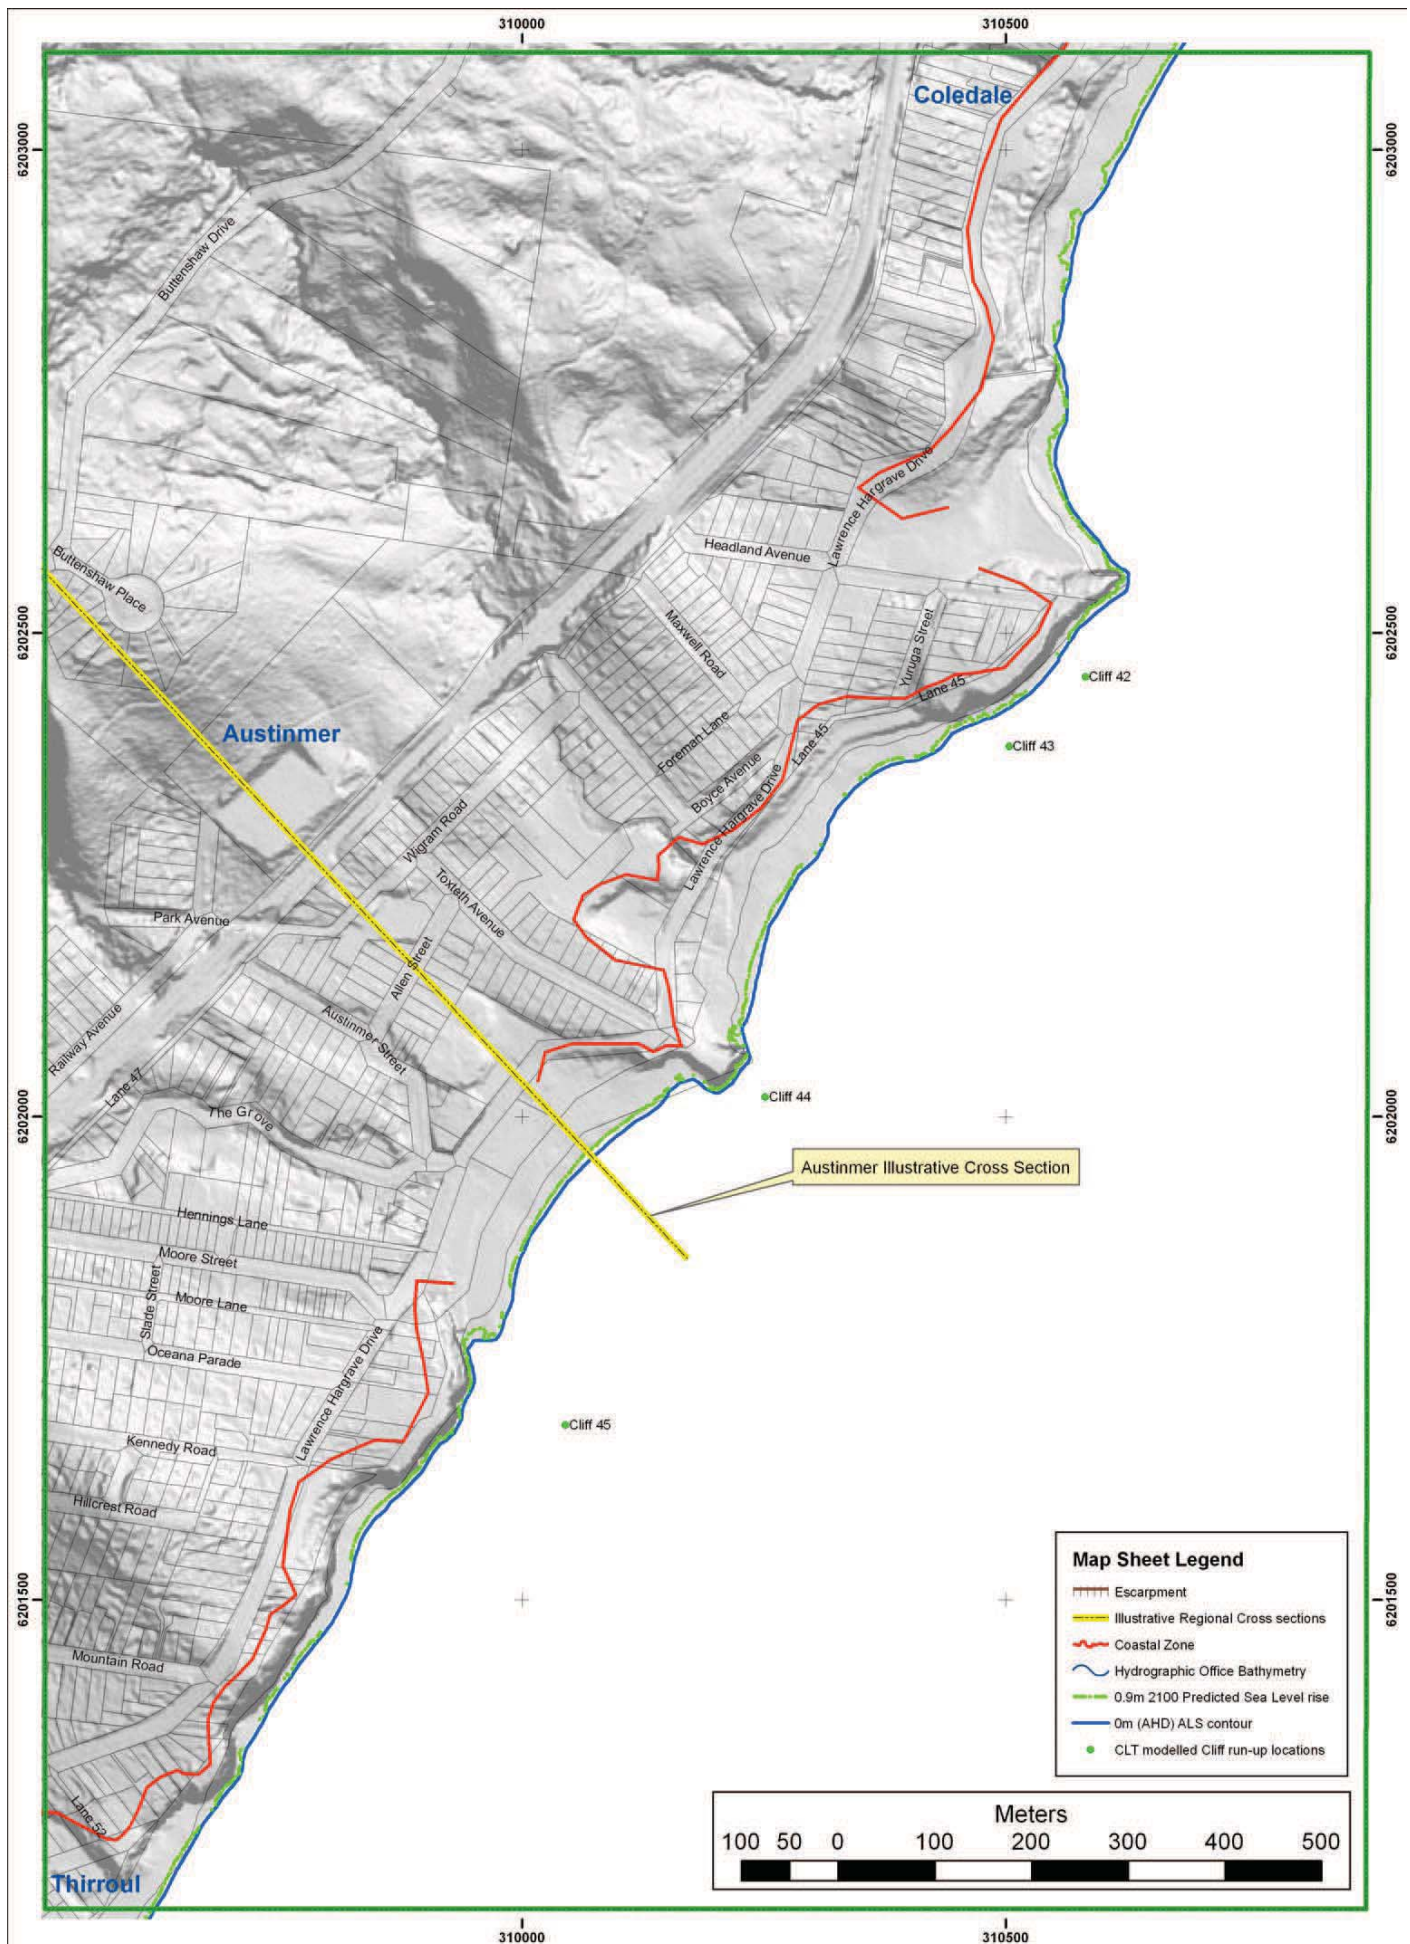 310000
310500
Coledale
6203000
6203000
Buttenshaw Drive
Lawrence Hargrave Drive
Headland Avenue
Lawrence Hargrave Drive
Buttenshaw Place
6202500
6202500
Maxwell Road
Yuruga Street
Lane 45
Cliff 42
Austinmer
Foreman Lane
Lane 45
Cliff 43
Boyce Avenue
Lawrence Hargrave Drive
Wigram Road
Toxteth Avenue
Park Avenue
Allen Street
Railway Avenue
Austinmer Street
Lane 47
The Grove
Cliff 44
6202000
6202000
Austinmer Illustrative Cross Section
Hennings Lane
Moore Street
Slade Street
Moore Lane
Oceana Parade
Lawrence Hargrave Drive
Cliff 45
Kennedy Road
Hillcrest Road
6201500
6201500
Mountain Road
Lane 52
Thirroul
Map Sheet Legend
Escarpment
Illustrative Regional Cross sections
Coastal Zone
Hydrographic Office Bathymetry
0.9m 2100 Predicted Sea Level rise
0m (AHD) ALS contour
CLT modelled Cliff run-up locations
Meters
100 50 0 100 200 300 400 500
310000
310500